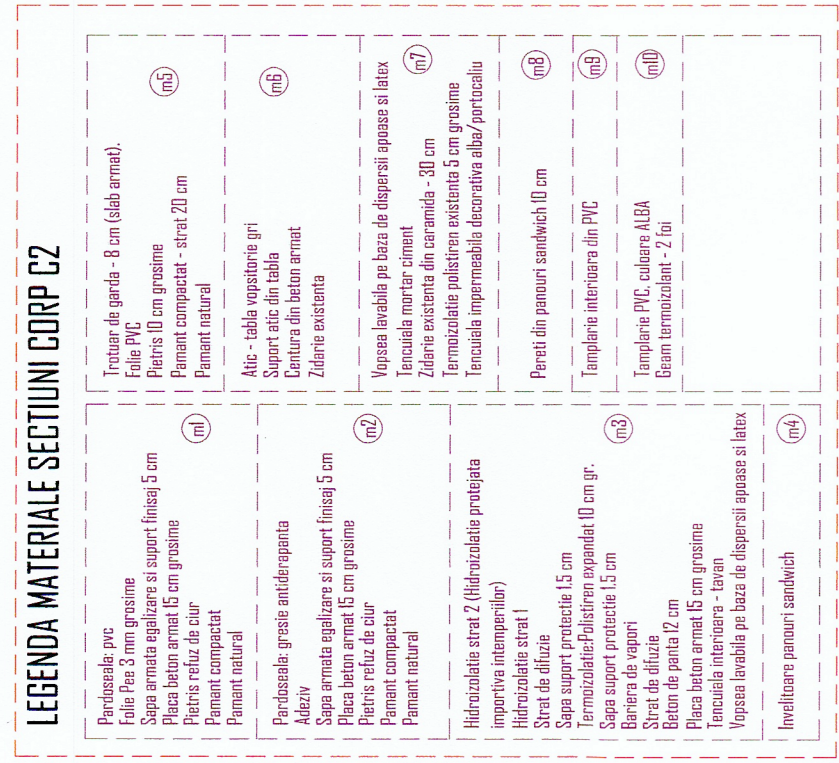 LEGENDA MATERIALE SECTIUNI CORP C2
Pardoseala: pvc
Folie Pee 3 mm grosime
Sapa armata egalizare si suport finisaj 5 cm
Placa beton armat 15 cm grosime
Pietris refuz de ciur
Pamant compactat
Pamant natural
m1
Pardoseala: gresie antiderapanta
Adeziv
Sapa armata egalizare si suport finisaj 5 cm
Placa beton armat 15 cm grosime
Pietris refuz de ciur
Pamant compactat
Pamant natural
m2
Hidroizolatie strat 2 (Hidroizolatie protejata
importiva intemperiilor)
Hidroizolatie strat 1
Strat de difuzie
Sapa suport protectie 1.5 cm
Termoizolatie:Polistiren expandat 10 cm gr.
Sapa suport protectie 1.5 cm
Bariera de vapori
Strat de difuzie
Beton de panta 12 cm
Placa beton armat 15 cm grosime
Tencuiala interioara - tavan
Vopsea lavabila pe baza de dispersii apoase si latex
m3
Invelitoare panouri sandwich
m4
Trotuar de garda - 8 cm (slab armat).
Folie PVC
Pietris 10 cm grosime
Pamant compactat - strat 20 cm
Pamant natural
m5
Atic - tabla vopsitorie gri
Suport atic din tabla
Centura din beton armat
Zidarie existenta
m6
Vopsea lavabila pe baza de dispersii apoase si latex
Tencuiala mortar ciment
Zidarie existenta din caramida - 30 cm
Termoizolatie polistiren existenta 5 cm grosime
Tencuiala impermeabila decorativa alba/portocaliu
m7
Pereti din panouri sandwich 10 cm
m8
Tamplarie interioara din PVC
m9
Tamplarie PVC, culoare ALBA
Geam termoizolant - 2 foi
m10